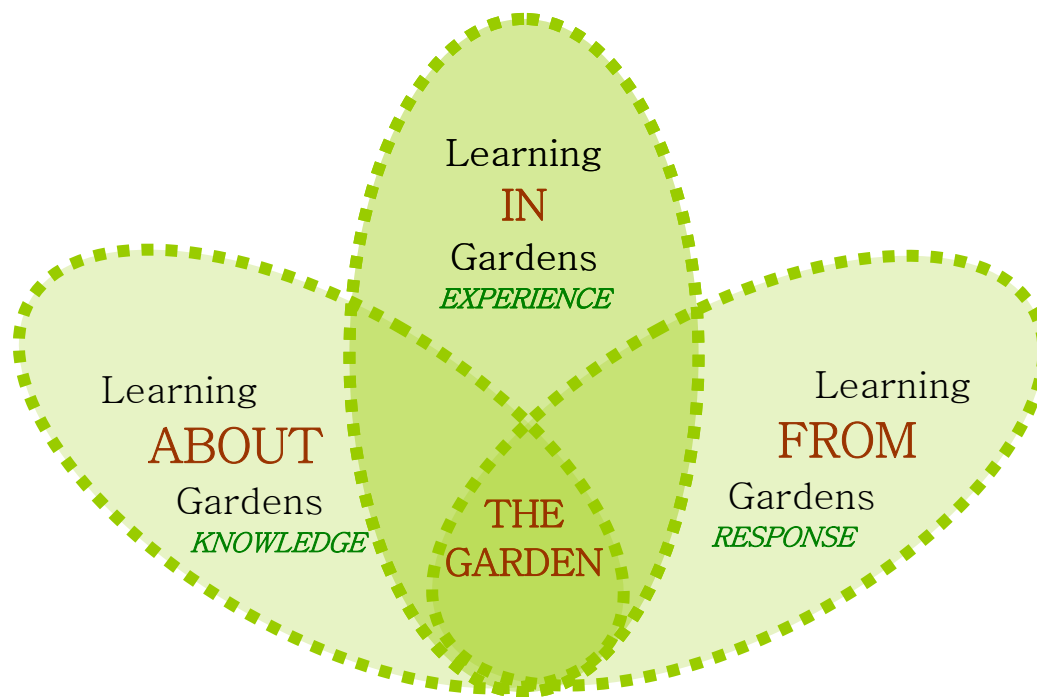 Learning
IN
Gardens
EXPERIENCE
Learning
ABOUT
Gardens
KNOWLEDGE
Learning
FROM
Gardens
RESPONSE
THE
GARDEN